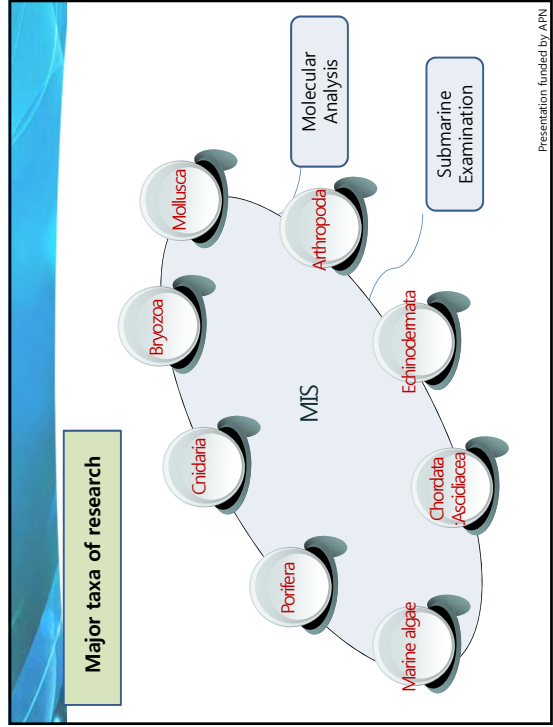 Major taxa of research
Mollusca
Bryozoa
Cnidaria
Porifera
Marine algae
Chordata
:Ascidiacea
Echinodermata
Arthropoda
MIS
Molecular
Analysis
Submarine
Examination
Presentation funded by APN